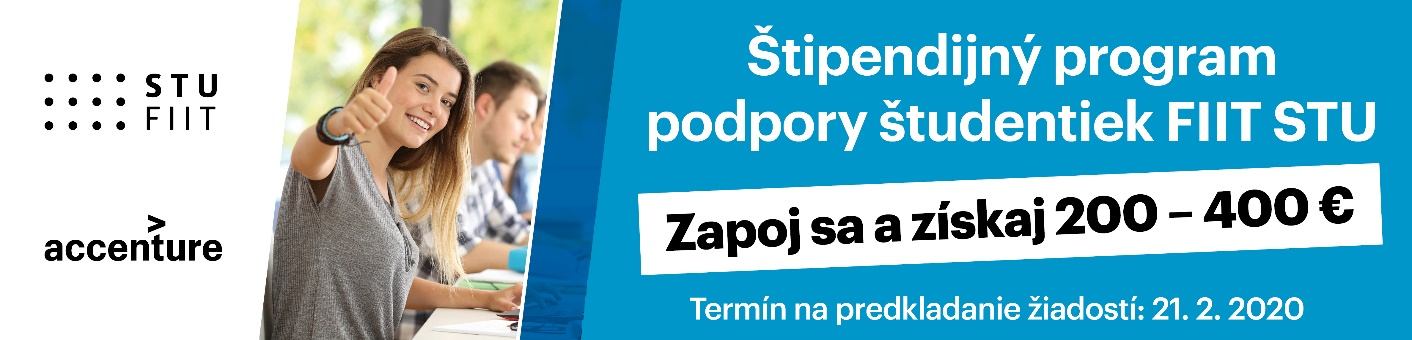 STU
FIIT
accenture
Štipendijný program
podpory študentiek FIIT STU
Zapoj sa a získaj 200 – 400 €
Termín na predkladanie žiadostí: 21. 2. 2020